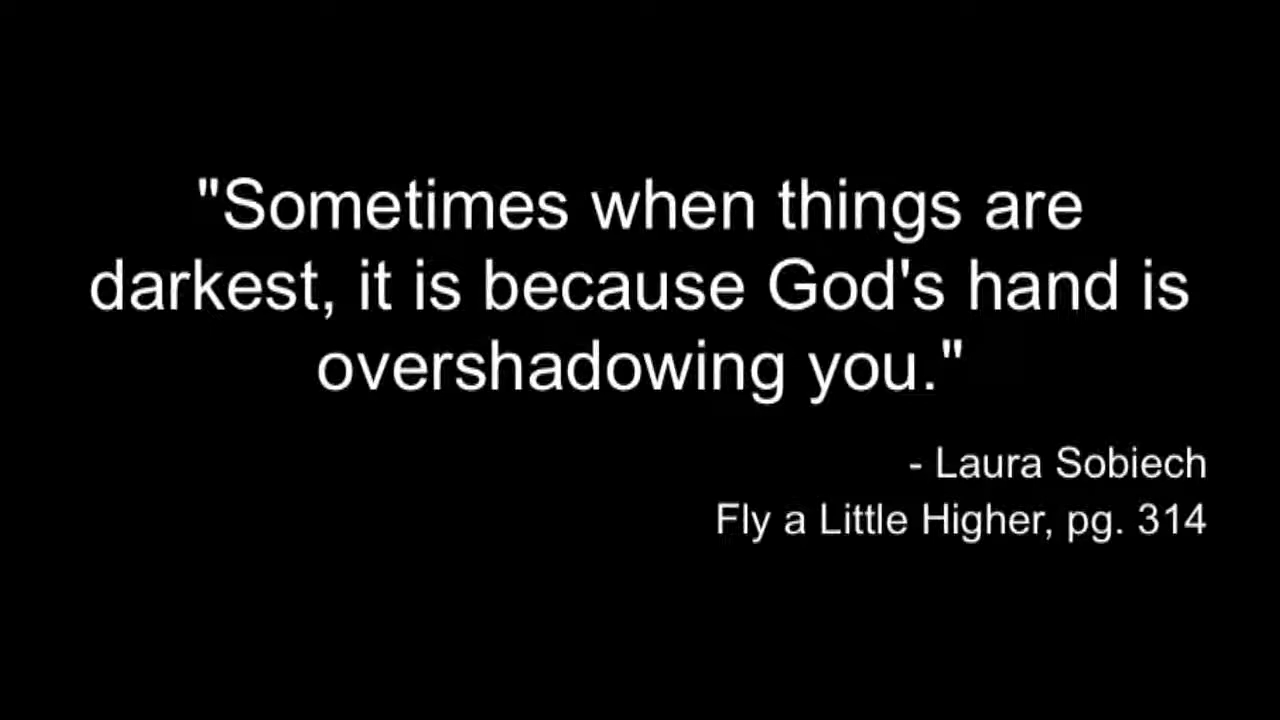 "Sometimes when things are
darkest, it is because God's hand is
overshadowing you."
- Laura Sobiech
Fly a Little Higher, pg. 314